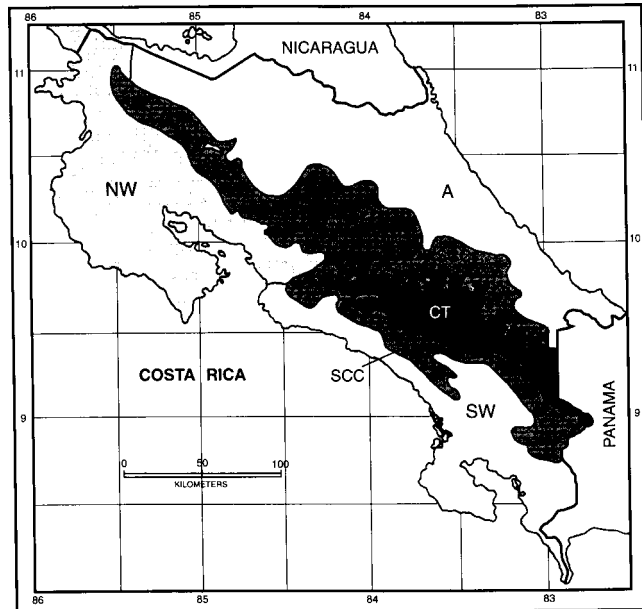 86
85
84
83
NICARAGUA
11
11
NW
A
10
10
CT
COSTA RICA
SCC
SW
9
9
PANAMA
0
50
100
KILOMETERS
86
85
84
83